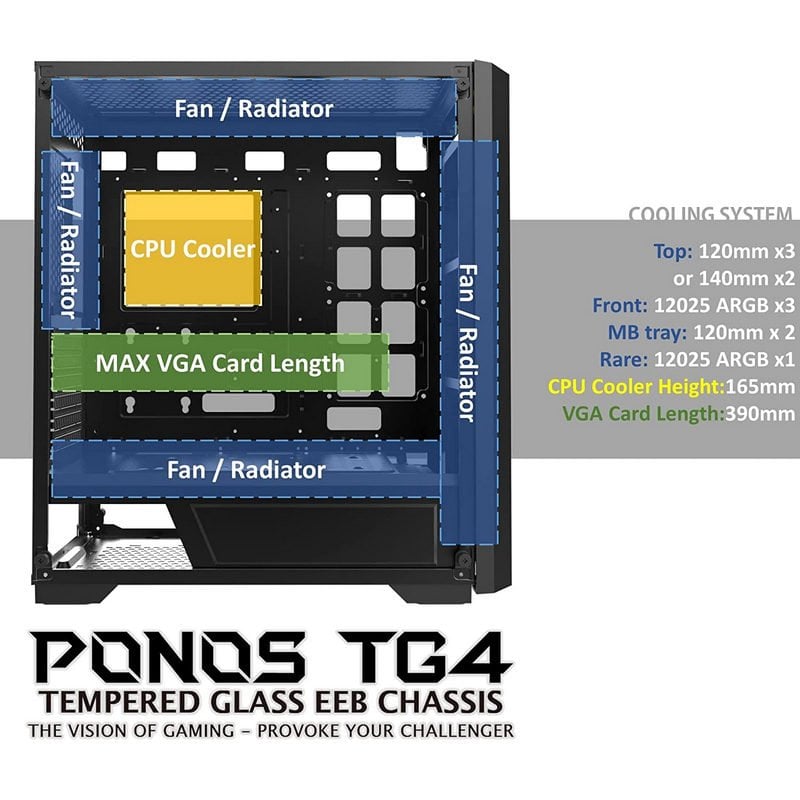 Fan / Radiator
Fan / Radiator
CPU Cooler
Fan / Radiator
MAX VGA Card Length
Fan / Radiator
COOLING SYSTEM
Top: 120mm x3
or 140mm x2
Front: 12025 ARGB x3
MB tray: 120mm x 2
Rare: 12025 ARGB x1
CPU Cooler Height:165mm
VGA Card Length:390mm
PONOS TG4
TEMPERED GLASS EEB CHASSIS
THE VISION OF GAMING – PROVOKE YOUR CHALLENGER